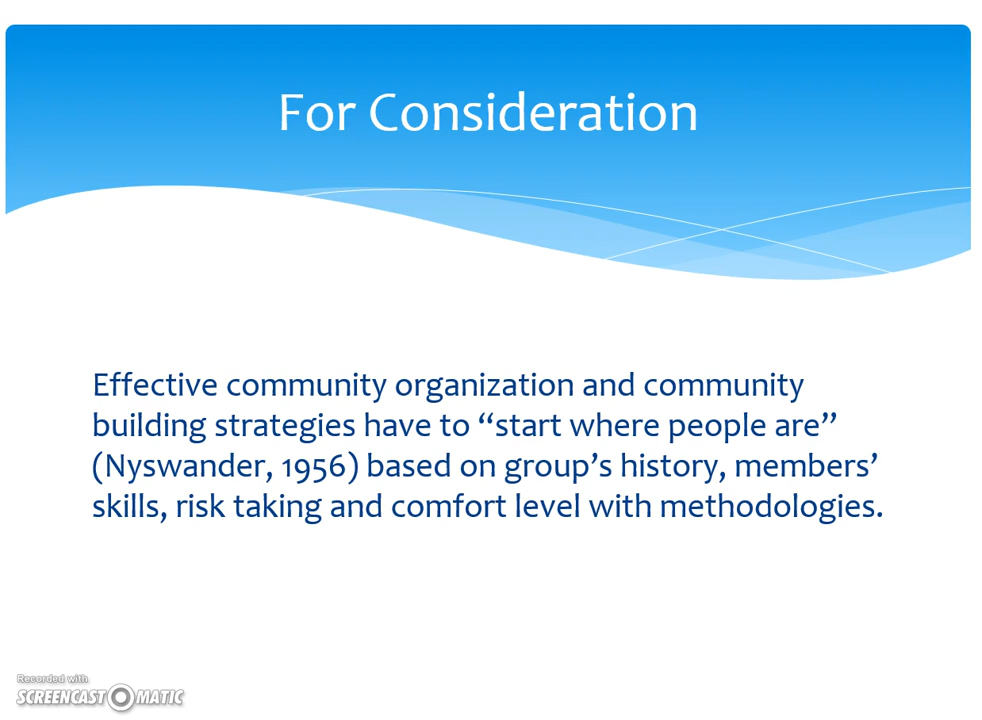 For Consideration
Effective community organization and community
building strategies have to “start where people are”
(Nyswander, 1956) based on group’s history, members’
skills, risk taking and comfort level with methodologies.
Recorded with
SCREENCAST MATIC